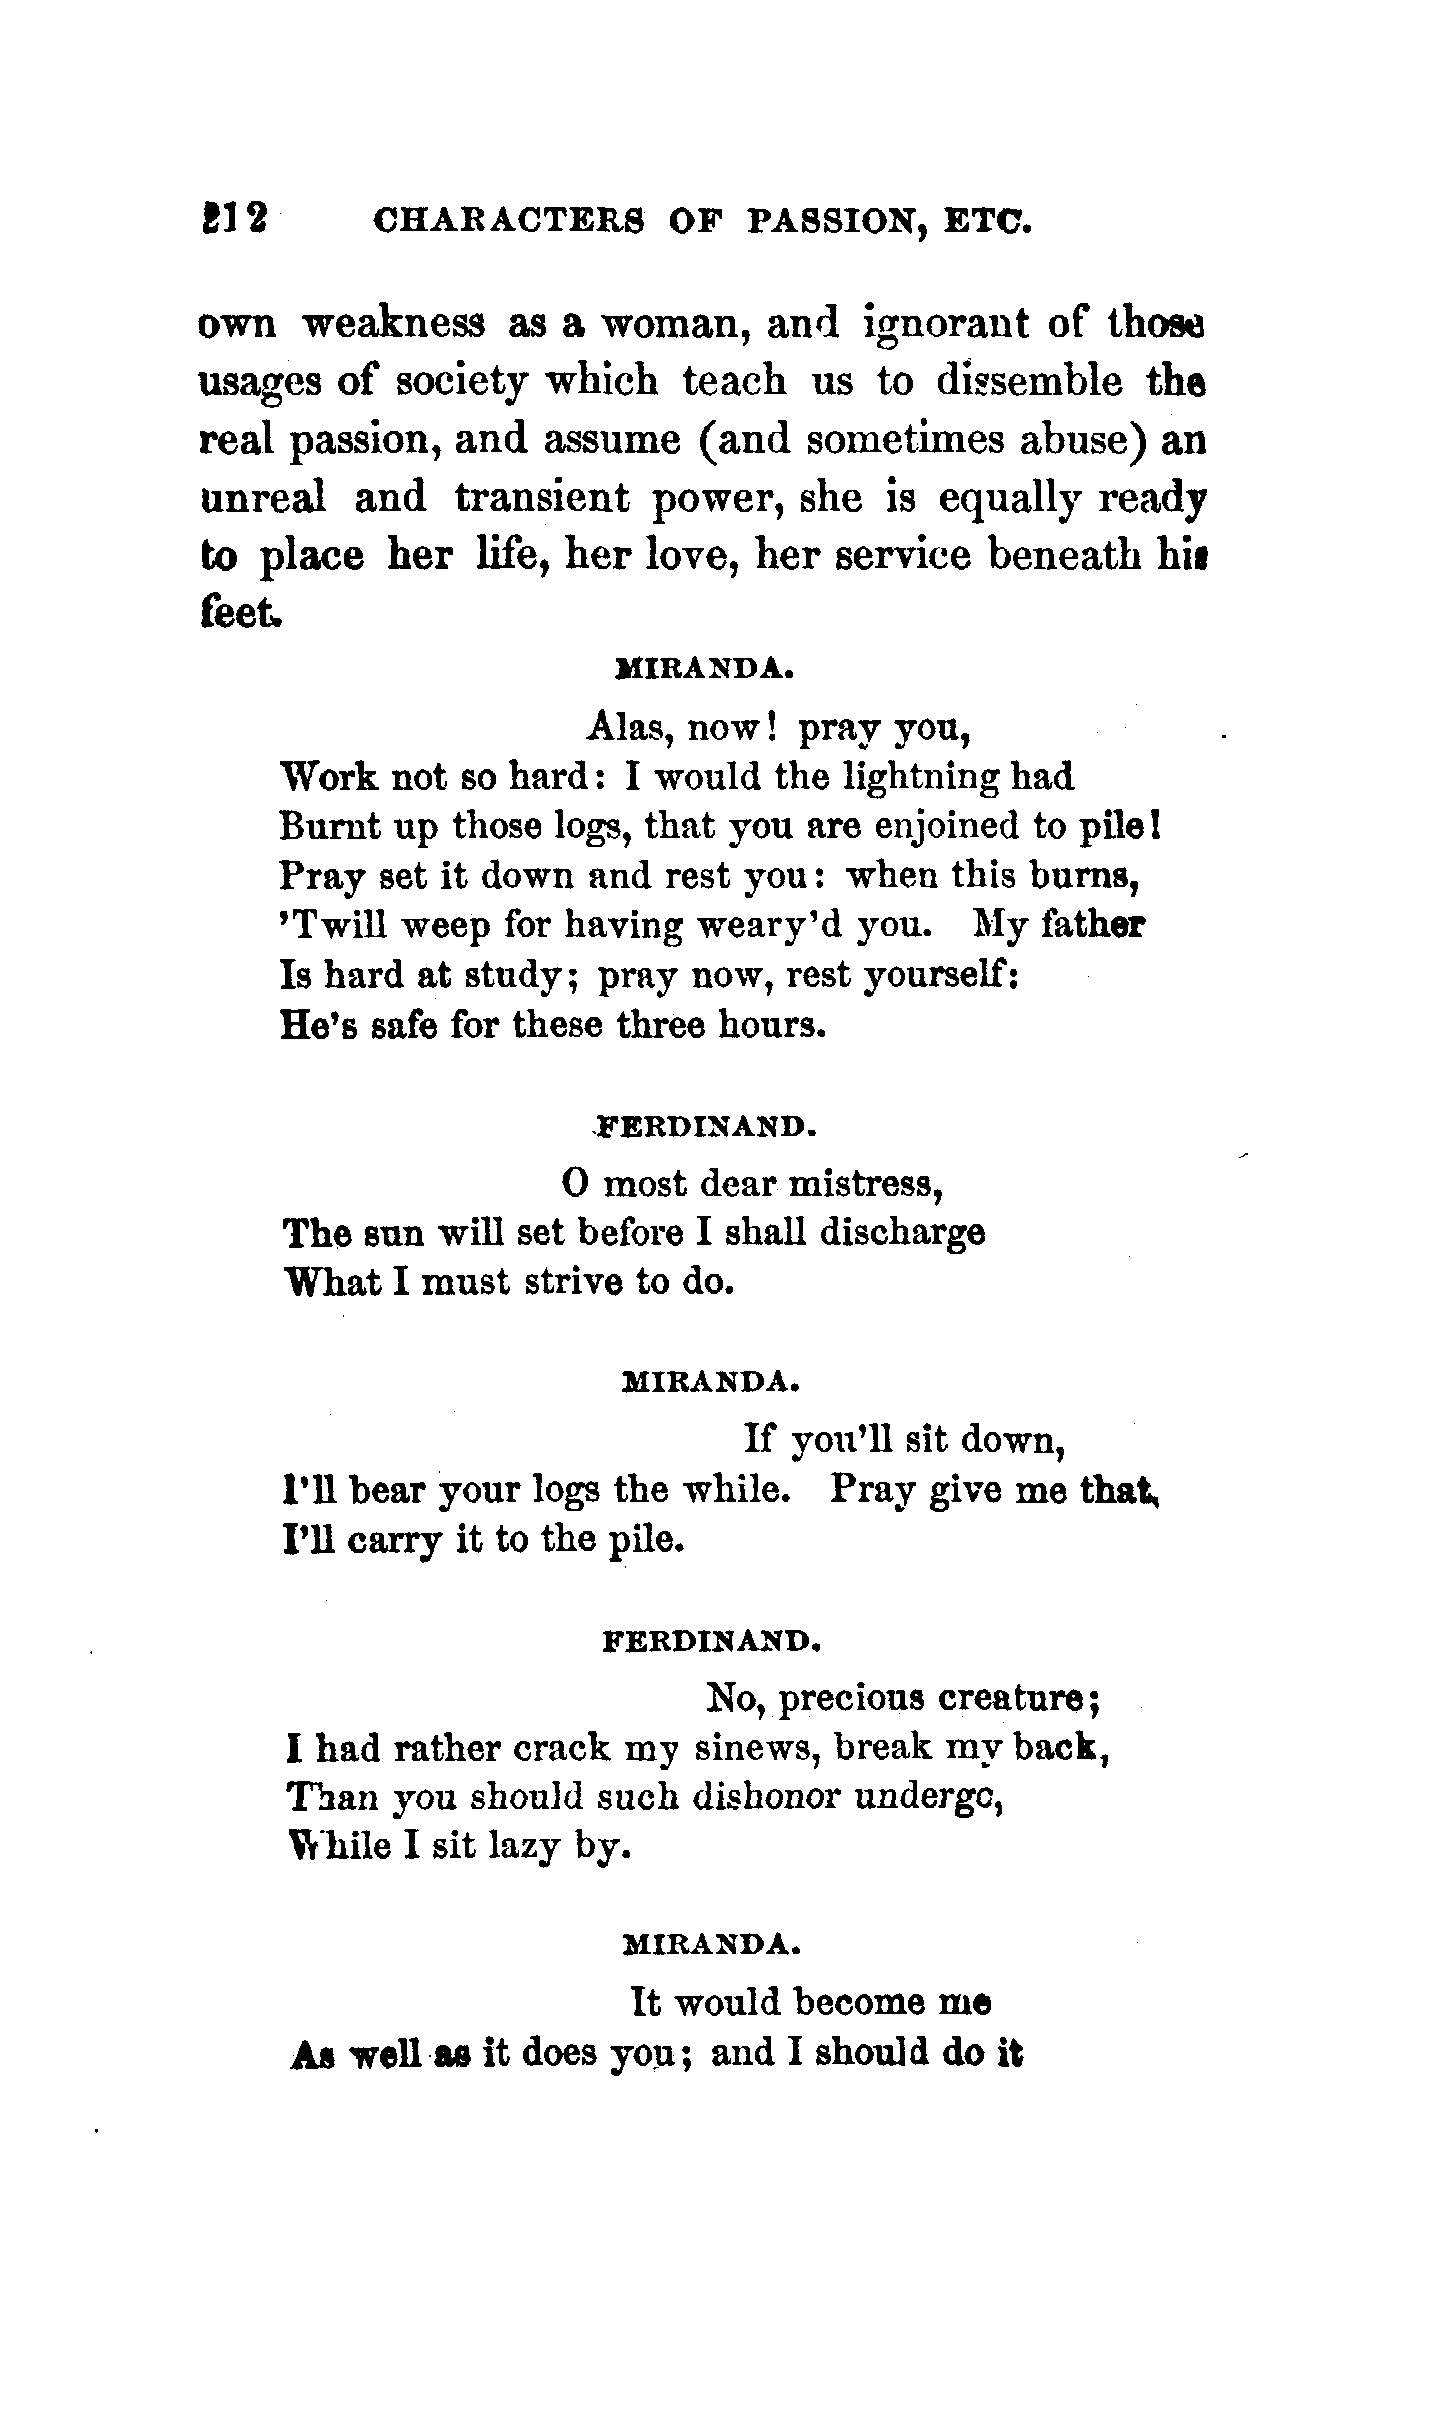 212 CHARACTERS OF PASSION, ETC.
own weakness as a woman, and ignorant of those
usages of society which teach us to dissemble the
real passion, and assume (and sometimes abuse) an
unreal and transient power, she is equally ready
to place her life, her love, her service beneath his
feet.
MIRANDA.
Alas, now! pray you,
Work not so hard: I would the lightning had
Burnt up those logs, that you are enjoined to pile!
Pray set it down and rest you: when this burns,
'Twill weep for having weary'd you. My father
Is hard at study; pray now, rest yourself:
He's safe for these three hours.
FERDINAND.
O most dear mistress,
The sun will set before I shall discharge
What I must strive to do.
MIRANDA.
If you'll sit down,
I'll bear your logs the while. Pray give me that,
I'll carry it to the pile.
FERDINAND.
No, precious creature;
I had rather crack my sinews, break my back,
Than you should such dishonor undergo,
While I sit lazy by.
MIRANDA.
It would become me
As well as it does you; and I should do it